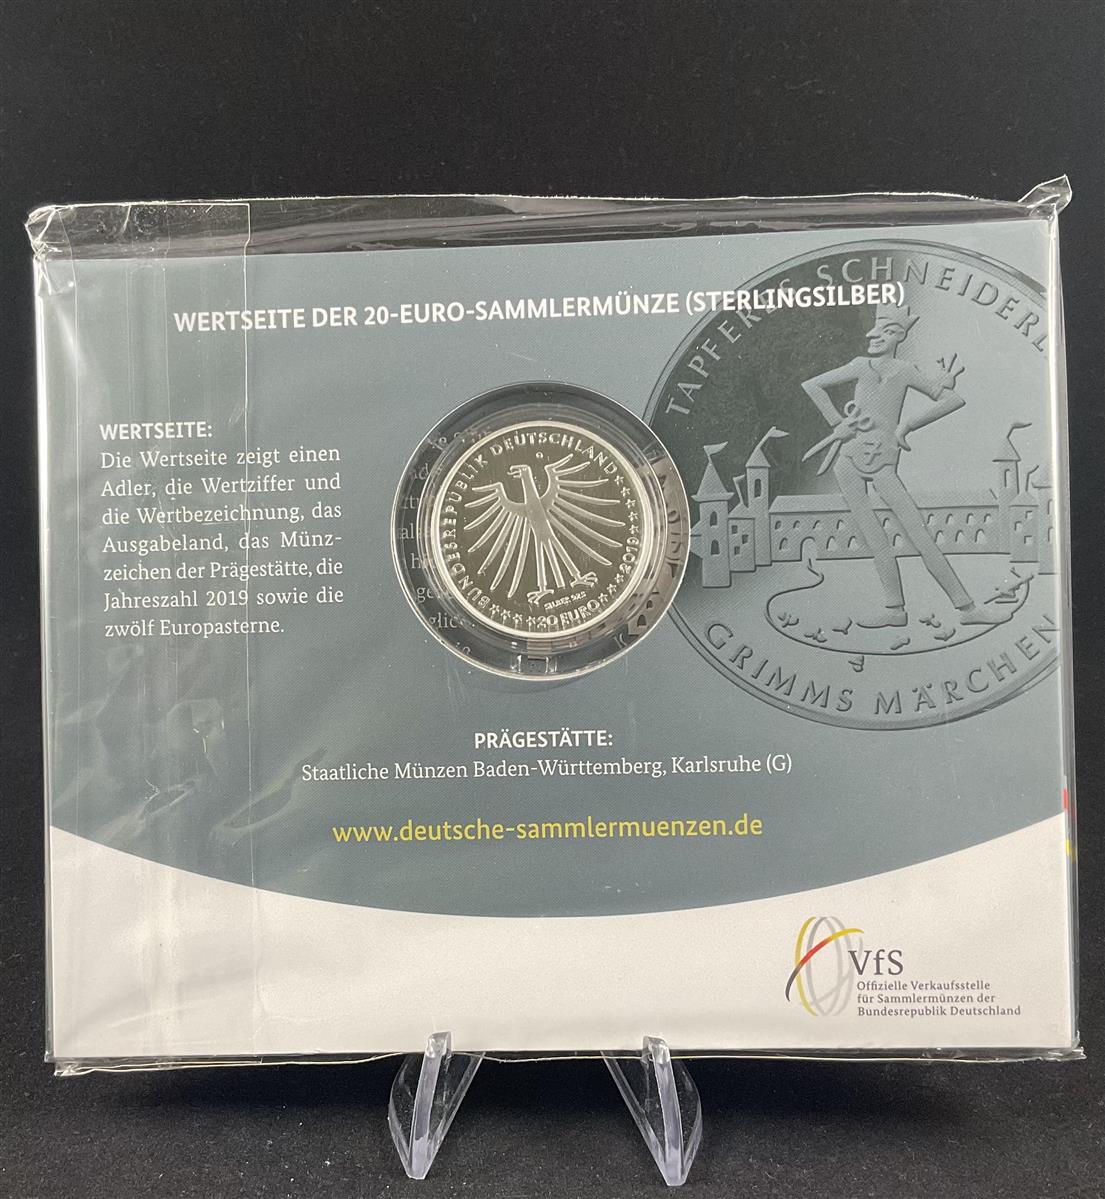 WERTSEITE DER 20-EURO-SAMMLERMÜNZE (STERLINGSILBER)
TAPFERES SCHNEIDERL
GRIMMS MÄRCHEN
7
WERTSEITE:
Die Wertseite zeigt einen
Adler, die Wertziffer und
die Wertbezeichnung, das
Ausgabeland, das Münz-
zeichen der Prägestätte, die
Jahreszahl 2019 sowie die
zwölf Europasterne.
BUNDESREPUBLIK DEUTSCHLAND
G
2019
SILBER 925
20 EURO
PRÄGESTÄTTE:
Staatliche Münzen Baden-Württemberg, Karlsruhe (G)
www.deutsche-sammlermuenzen.de
VfS
Offizielle Verkaufsstelle
für Sammlermünzen der
Bundesrepublik Deutschland